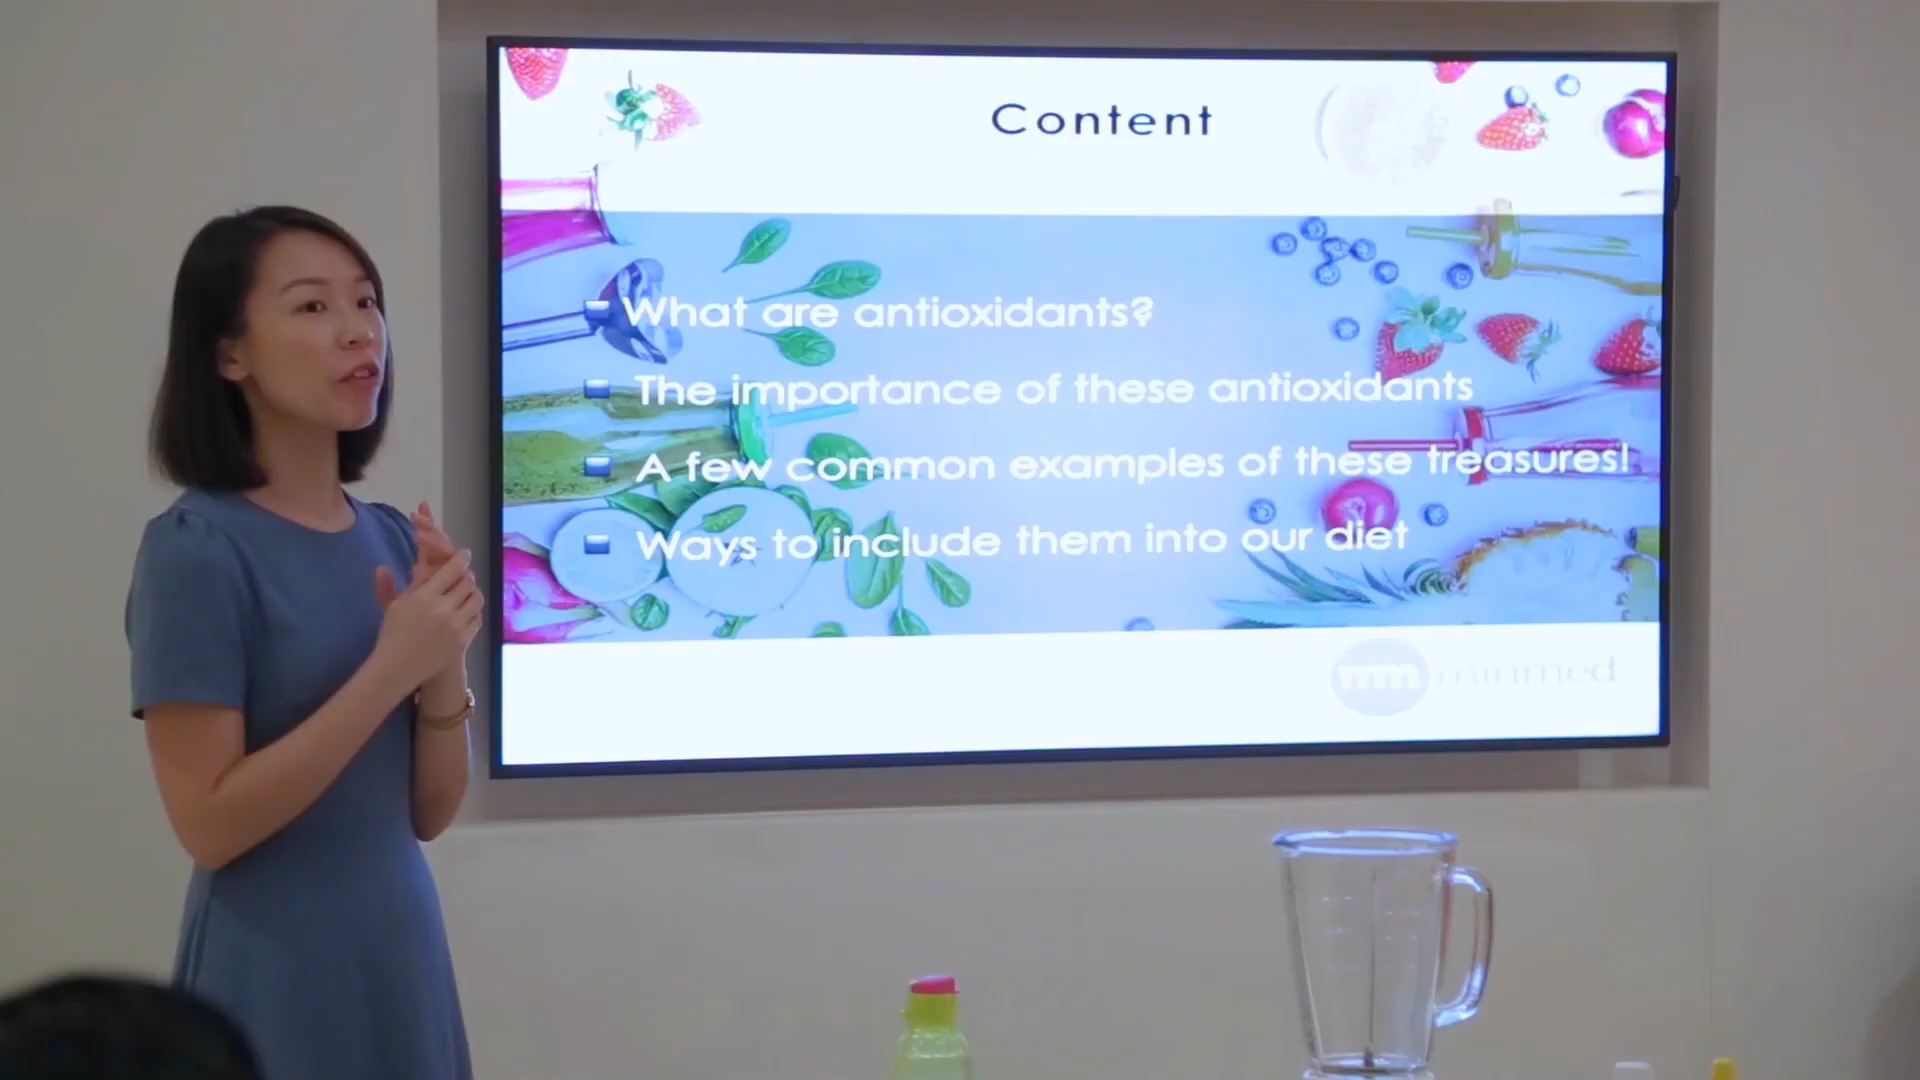 Content
What are antioxidants?
The importance of these antioxidants
A few common examples of these treasures!
Ways to include them into our diet
mm minmed